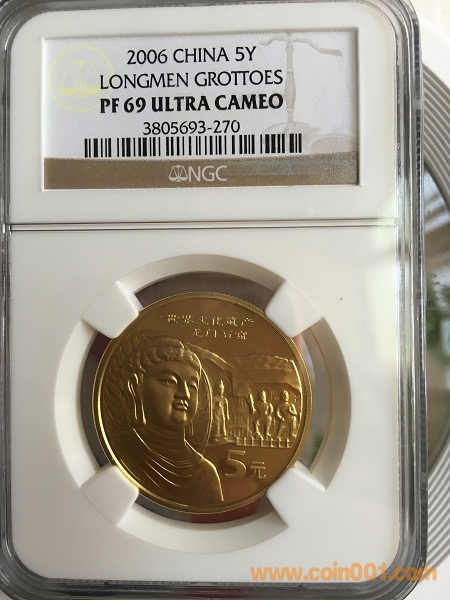 2006 CHINA 5Y
LONGMEN GROTTOES
PF 69 ULTRA CAMEO
3805693-270
NGC
世界文化遗产
龙门石窟
5元
www.coin001.com